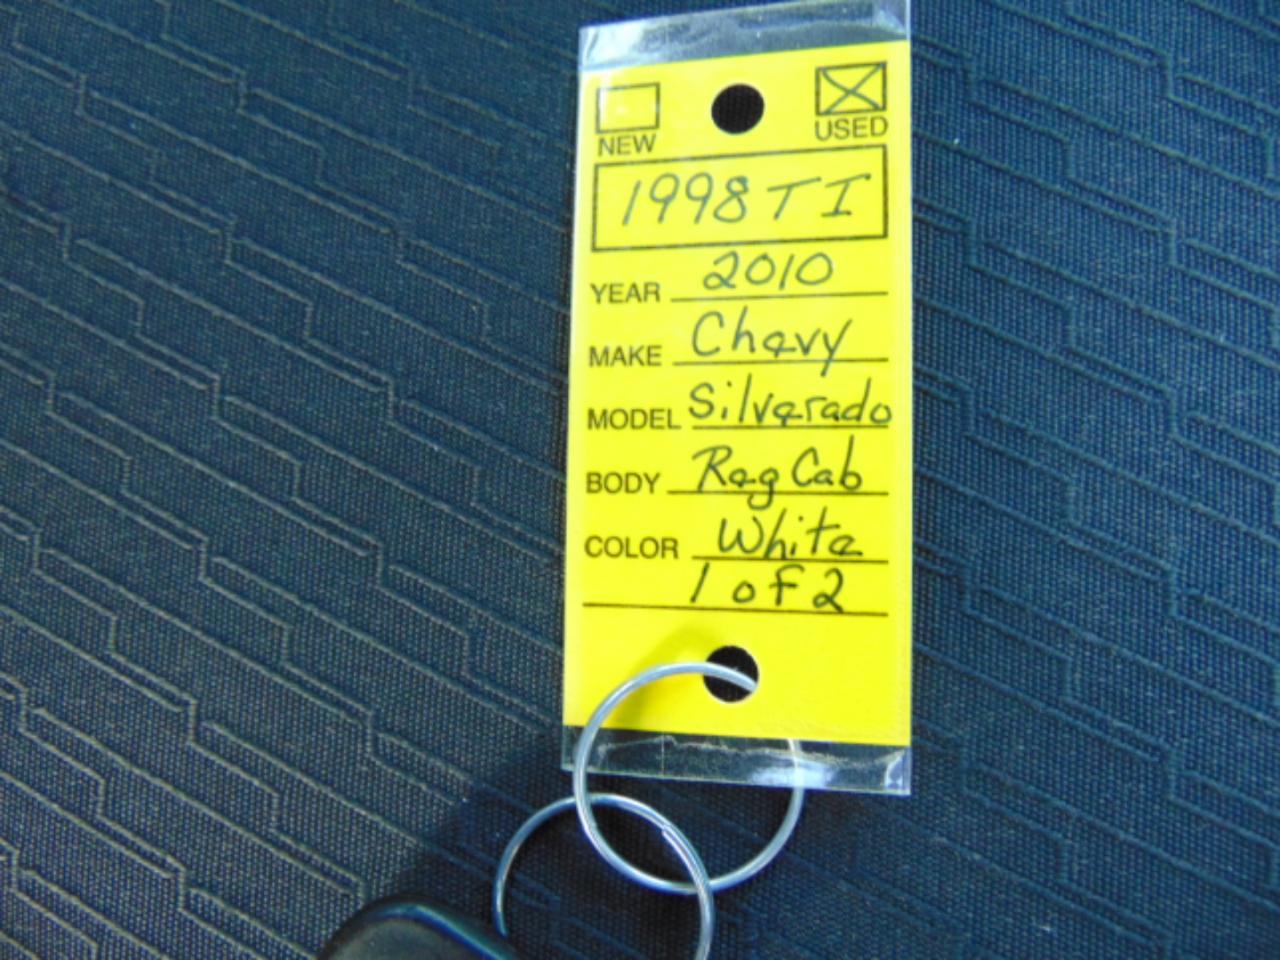 NEW USED
1998TI
YEAR 2010
MAKE Chevy
MODEL Silverado
BODY Reg Cab
COLOR White
1 of 2